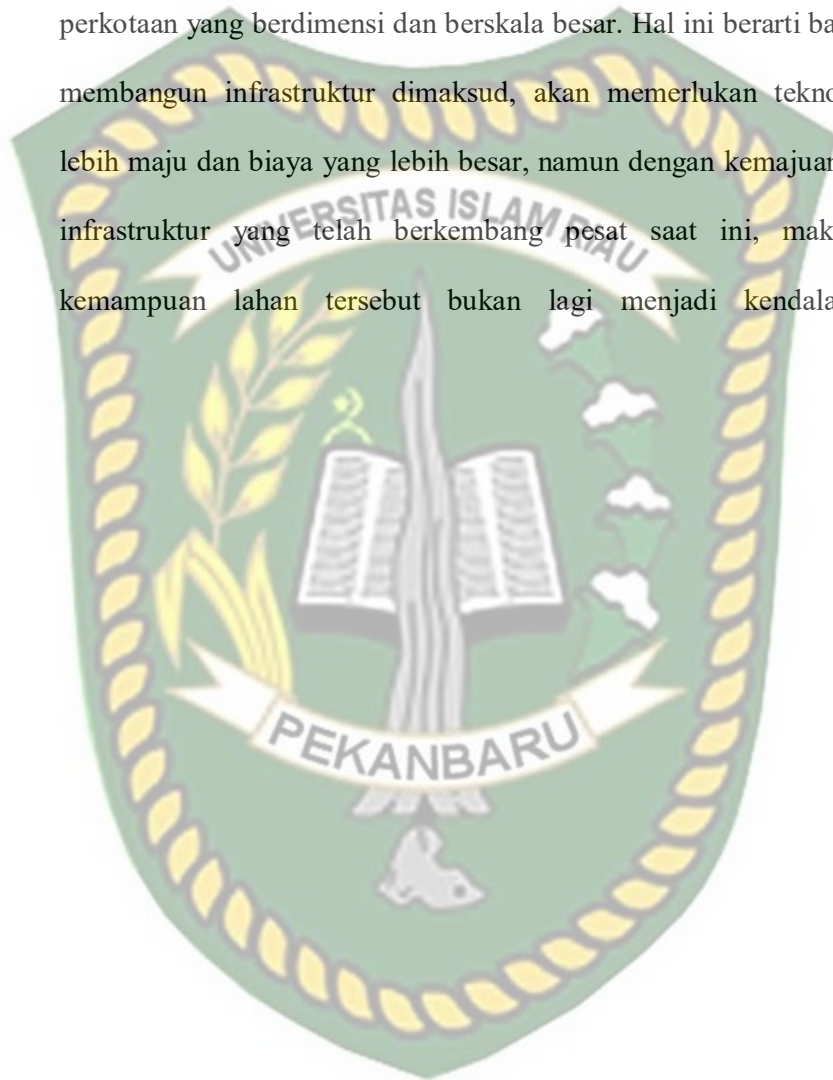 perkotaan yang berdimensi dan berskala besar. Hal ini berarti ba
membangun infrastruktur dimaksud, akan memerlukan tekno
lebih maju dan biaya yang lebih besar, namun dengan kemajuan
infrastruktur yang telah berkembang pesat saat ini, mak
kemampuan lahan tersebut bukan lagi menjadi kendala
UNIVERSITAS ISLAM RIAU
PEKANBARU